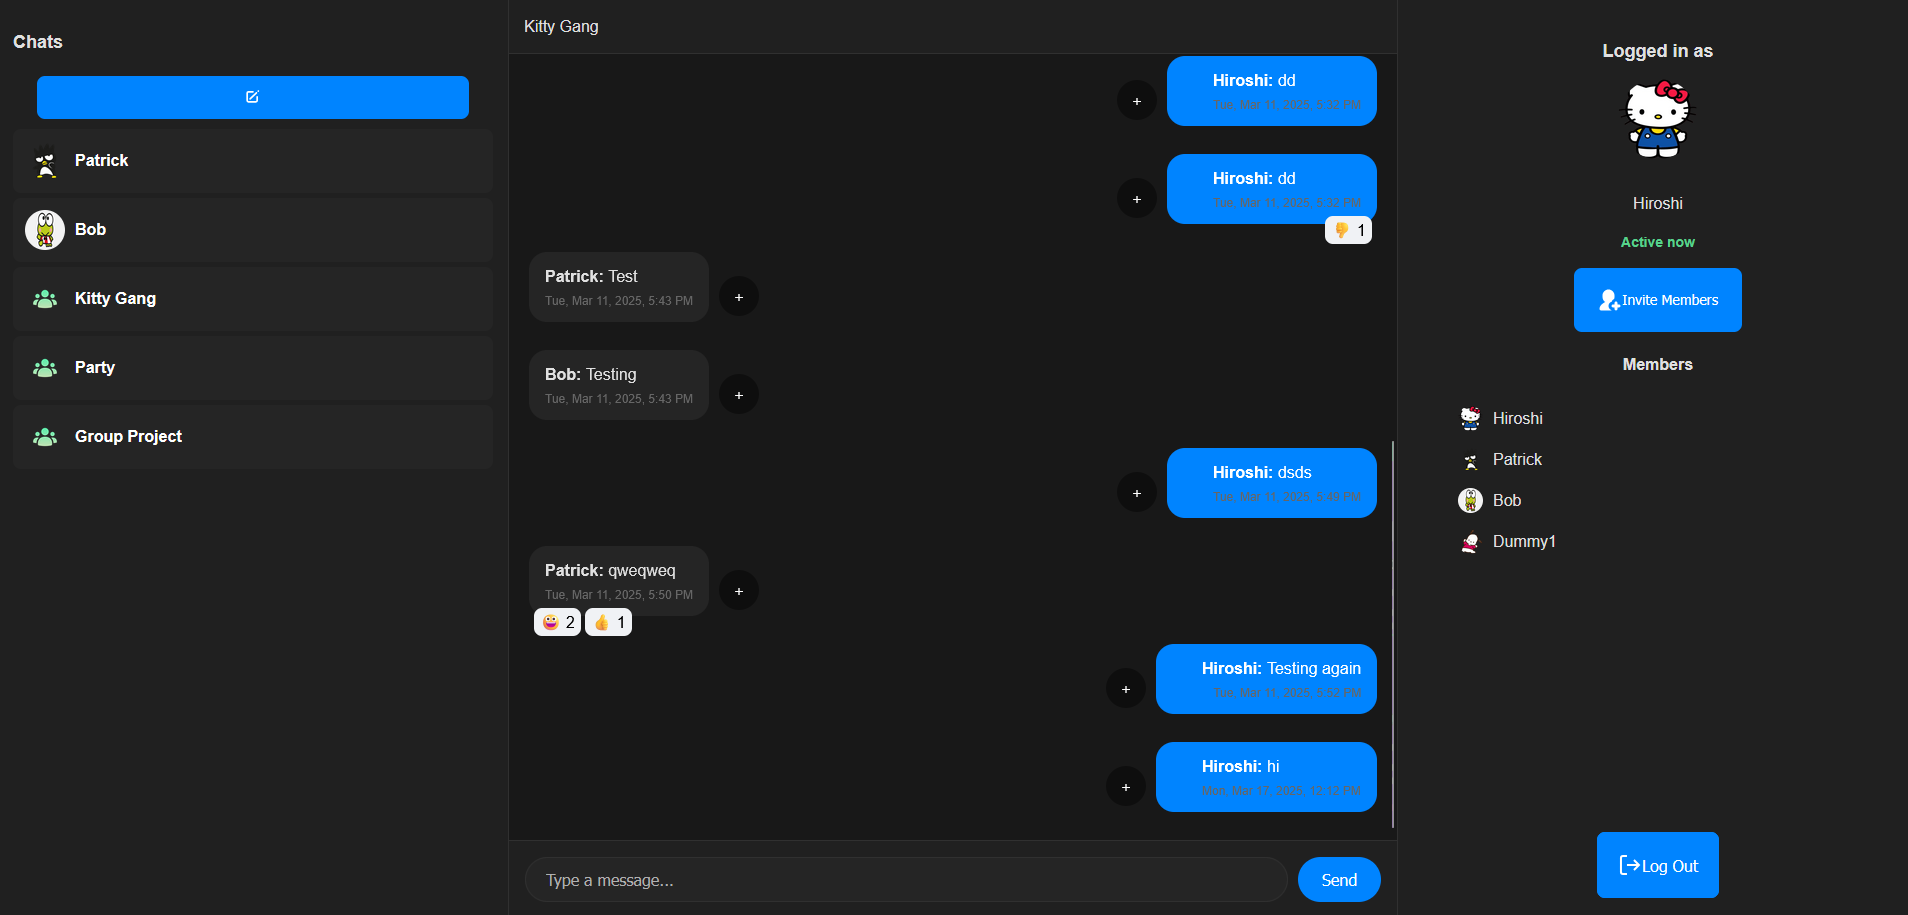 Chats
Patrick
Bob
Kitty Gang
Party
Group Project
Kitty Gang
Hiroshi: dd
Tue, Mar 11, 2025, 5:32 PM
Hiroshi: dd
Tue, Mar 11, 2025, 5:32 PM
👎 1
Patrick: Test
Tue, Mar 11, 2025, 5:43 PM
Bob: Testing
Tue, Mar 11, 2025, 5:43 PM
Hiroshi: dsds
Tue, Mar 11, 2025, 5:49 PM
Patrick: qweqweq
Tue, Mar 11, 2025, 5:50 PM
😀 2 👍 1
Hiroshi: Testing again
Tue, Mar 11, 2025, 5:52 PM
Hiroshi: hi
Mon, Mar 17, 2025, 12:12 PM
Type a message...
Send
Logged in as
Hiroshi
Active now
Invite Members
Members
Hiroshi
Patrick
Bob
Dummy1
Log Out